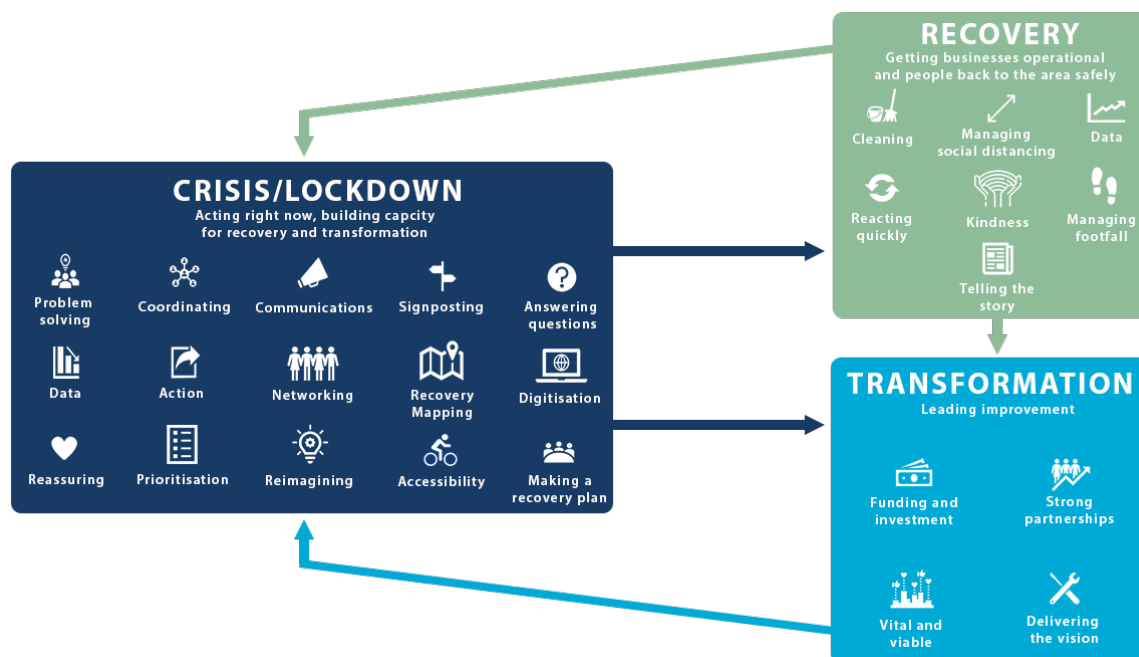 RECOVERY
Getting businesses operational
and people back to the area safely
Cleaning
Managing
social distancing
Data
Reacting
quickly
Kindness
Managing
footfall
Telling the
story
CRISIS/LOCKDOWN
Acting right now, building capcity
for recovery and transformation
Problem
solving
Coordinating
Communications
Signposting
Answering
questions
Data
Action
Networking
Recovery
Mapping
Digitisation
Reassuring
Prioritisation
Reimagining
Accessibility
Making a
recovery plan
TRANSFORMATION
Leading improvement
Funding and
investment
Strong
partnerships
Vital and
viable
Delivering
the vision